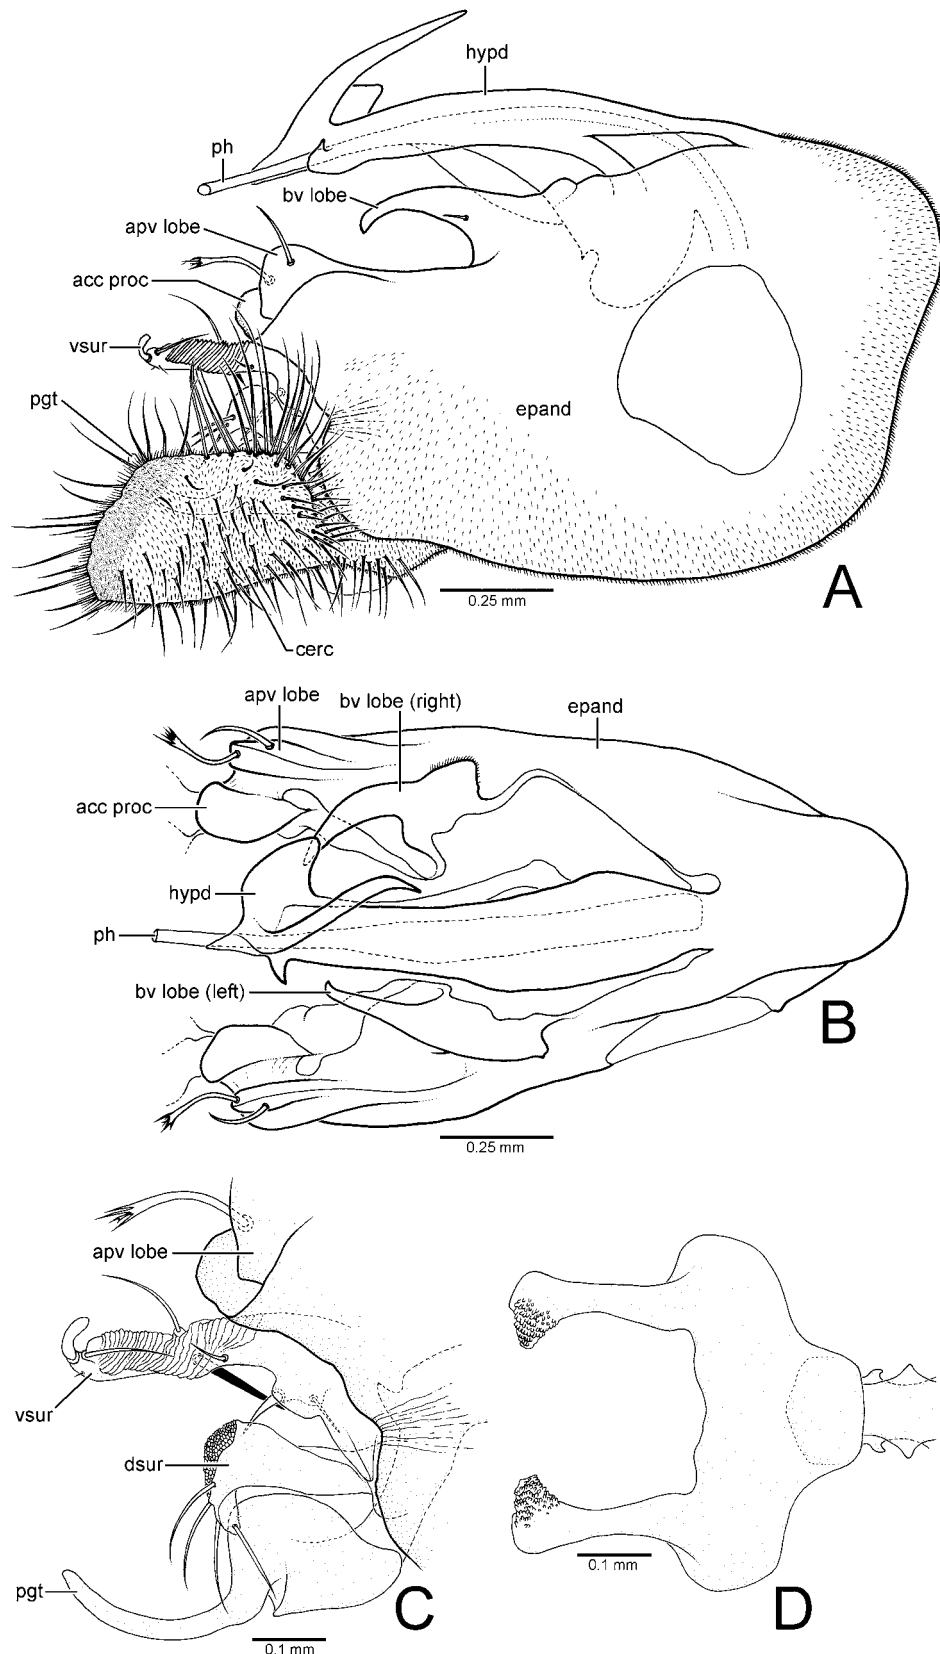 hypd
ph
bv lobe
apv lobe
acc proc
vsur
pgt
epand
A
0.25 mm
cerc
apv lobe
bv lobe (right)
epand
acc proc
hypd
ph
bv lobe (left)
B
0.25 mm
apv lobe
vsur
dsur
pgt
C
0.1 mm
0.1 mm
D